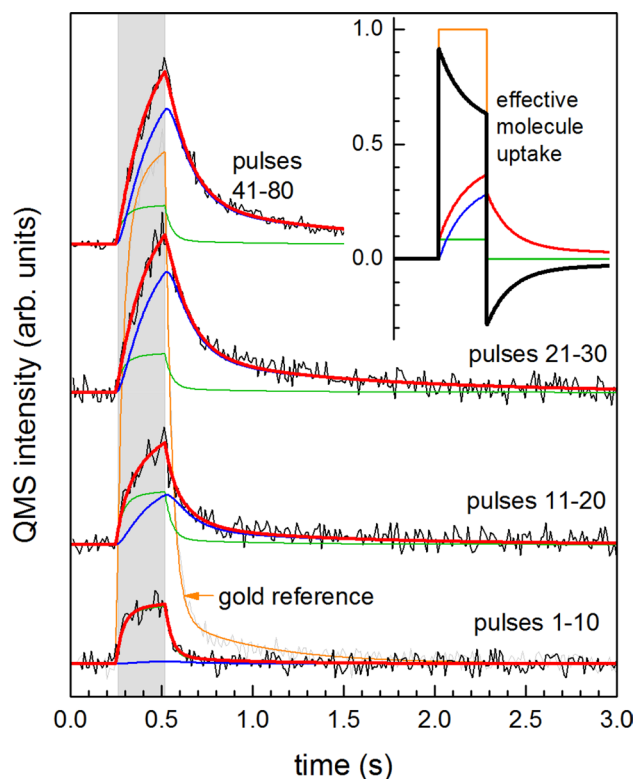 QMS intensity (arb. units)
1.0
0.5
0.0
effective
molecule
uptake
pulses
41-80
pulses 21-30
pulses 11-20
gold reference
pulses 1-10
0.0 0.5 1.0 1.5 2.0 2.5 3.0
time (s)